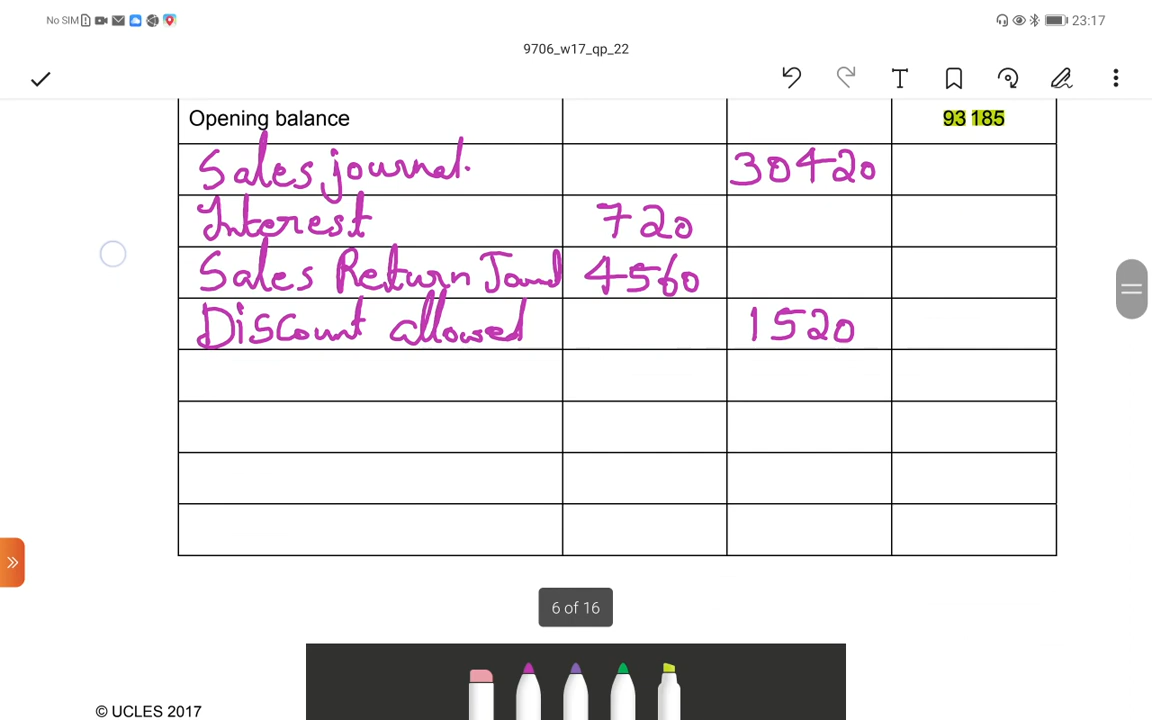 No SIM 23:17
9706_w17_qp_22
T
Opening balance 93 185
Sales journal. 30420
Interest 720
Sales Return 4560
Discount allowed 1520
6 of 16
© UCLES 2017